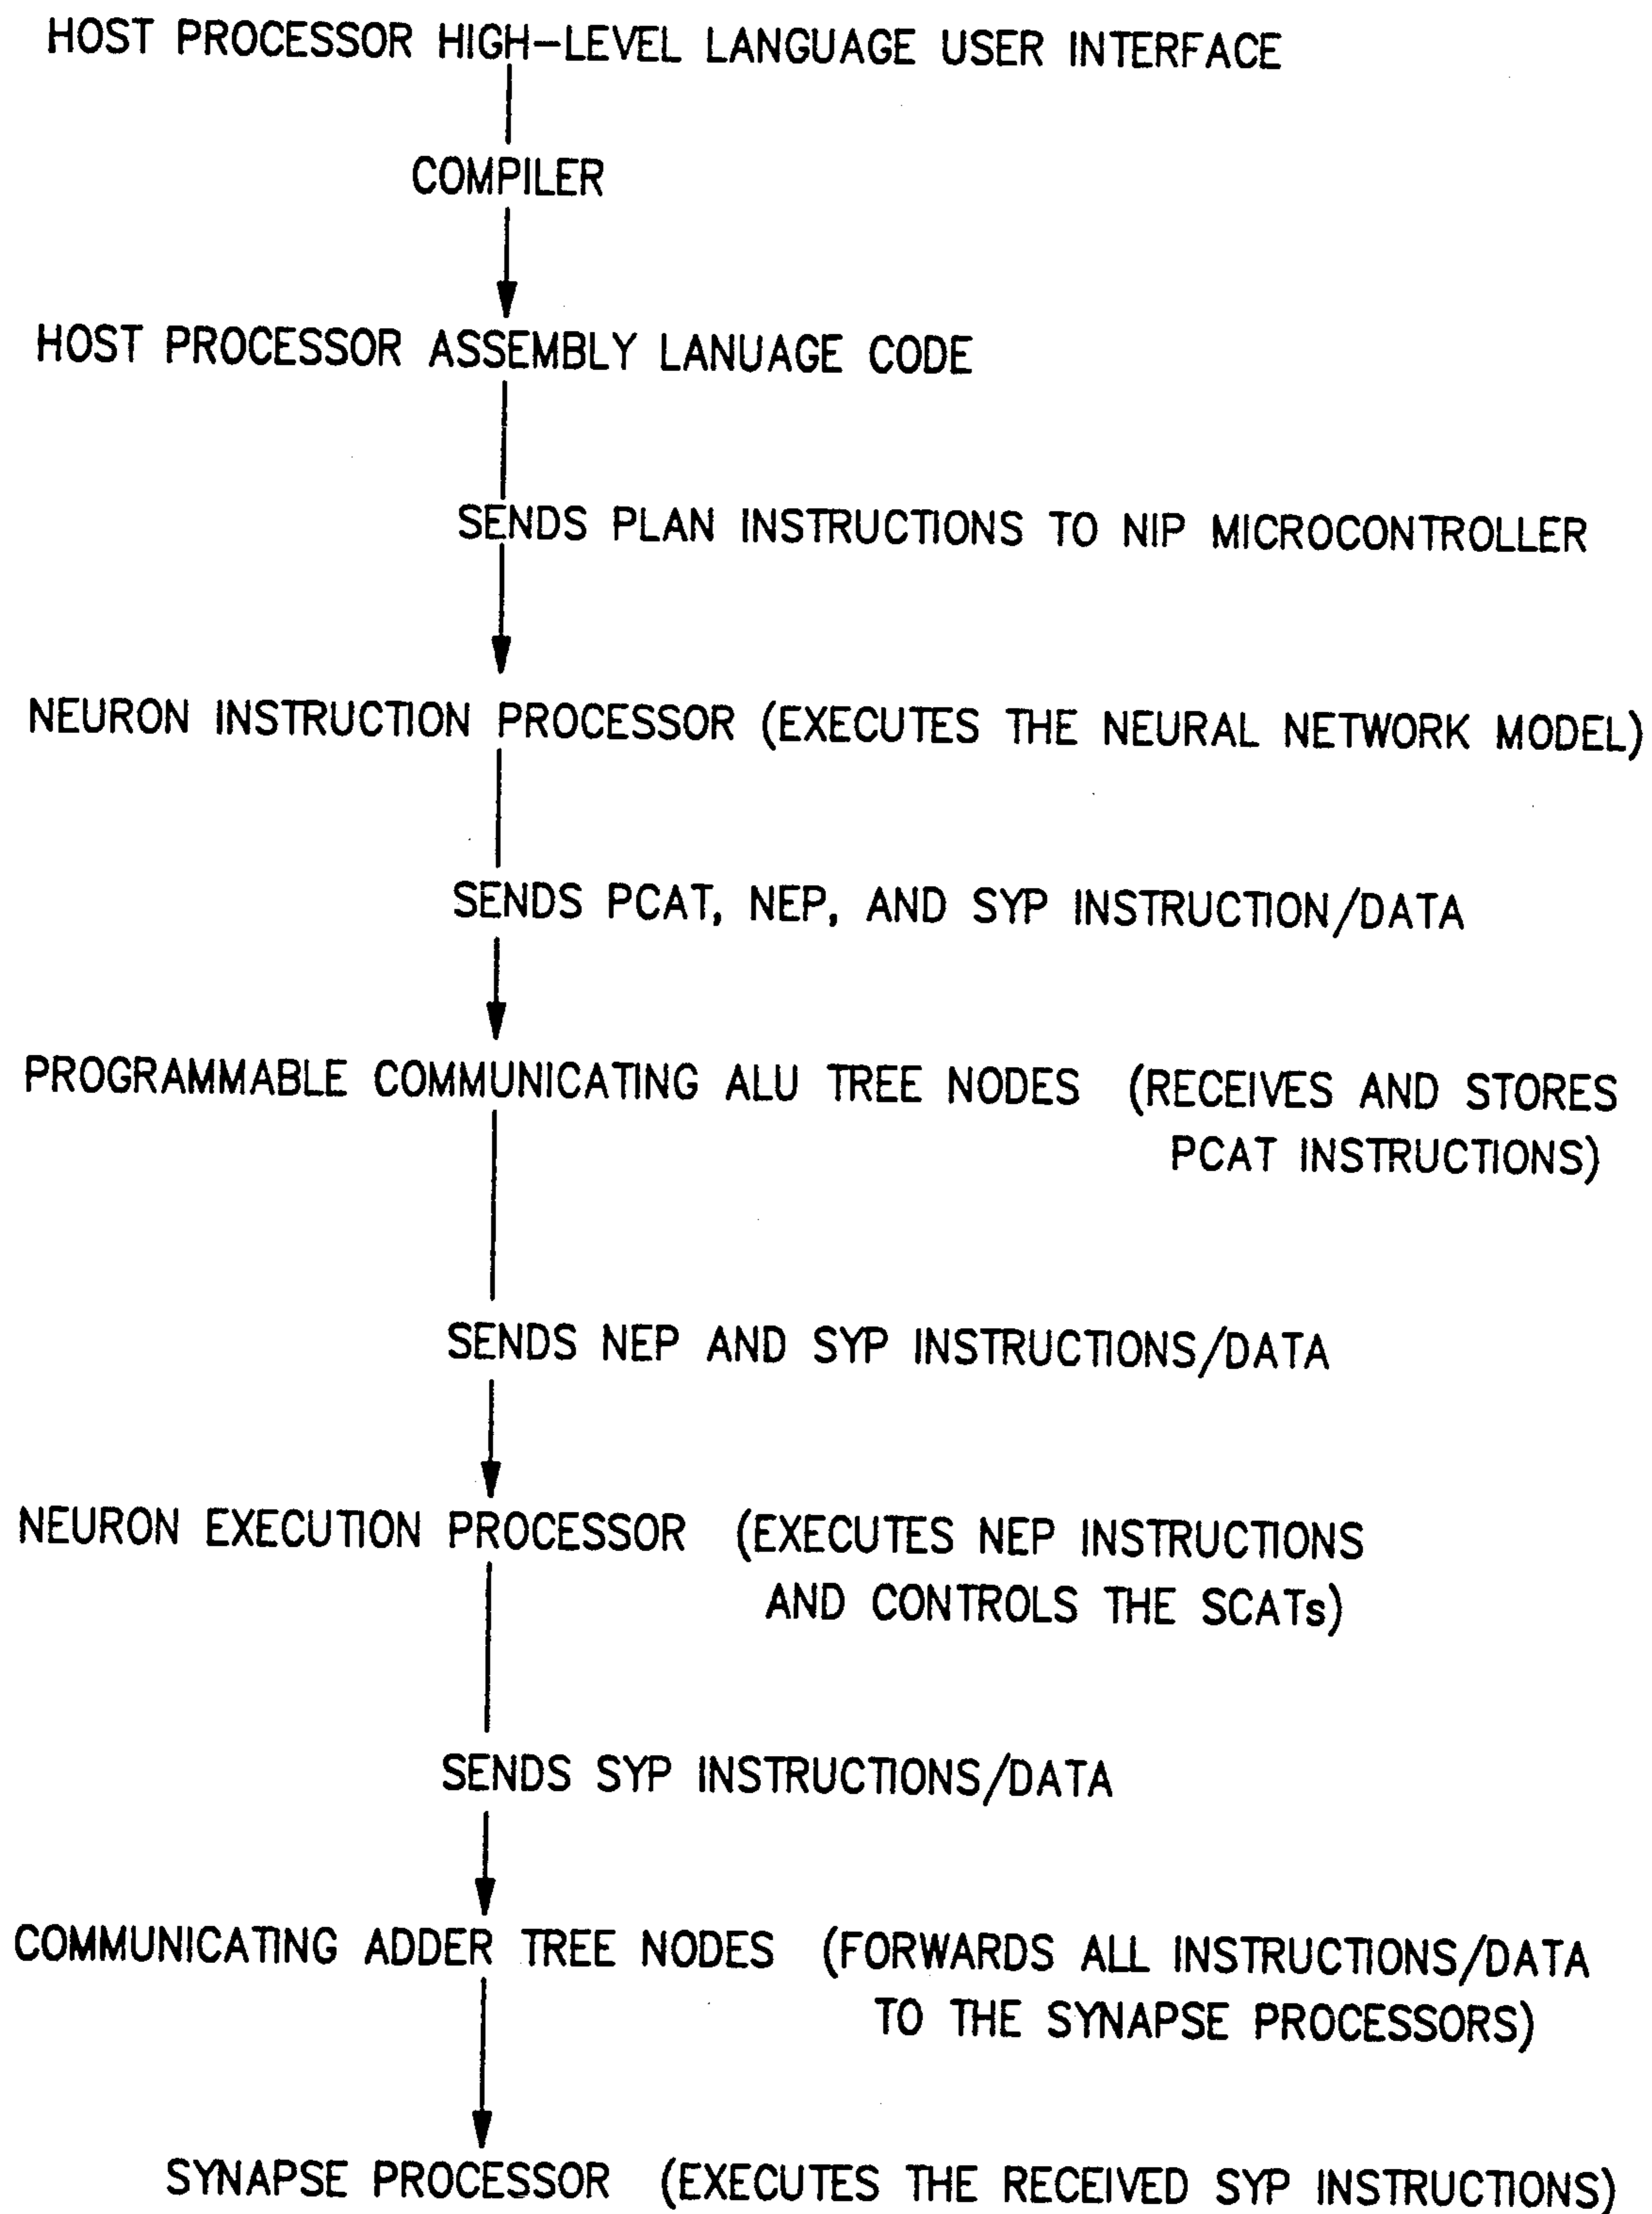 HOST PROCESSOR HIGH-LEVEL LANGUAGE USER INTERFACE
COMPILER
HOST PROCESSOR ASSEMBLY LANUAGE CODE
SENDS PLAN INSTRUCTIONS TO NIP MICROCONTROLLER
NEURON INSTRUCTION PROCESSOR (EXECUTES THE NEURAL NETWORK MODEL)
SENDS PCAT, NEP, AND SYP INSTRUCTION/DATA
PROGRAMMABLE COMMUNICATING ALU TREE NODES (RECEIVES AND STORES
PCAT INSTRUCTIONS)
SENDS NEP AND SYP INSTRUCTIONS/DATA
NEURON EXECUTION PROCESSOR (EXECUTES NEP INSTRUCTIONS
AND CONTROLS THE SCATs)
SENDS SYP INSTRUCTIONS/DATA
COMMUNICATING ADDER TREE NODES (FORWARDS ALL INSTRUCTIONS/DATA
TO THE SYNAPSE PROCESSORS)
SYNAPSE PROCESSOR (EXECUTES THE RECEIVED SYP INSTRUCTIONS)